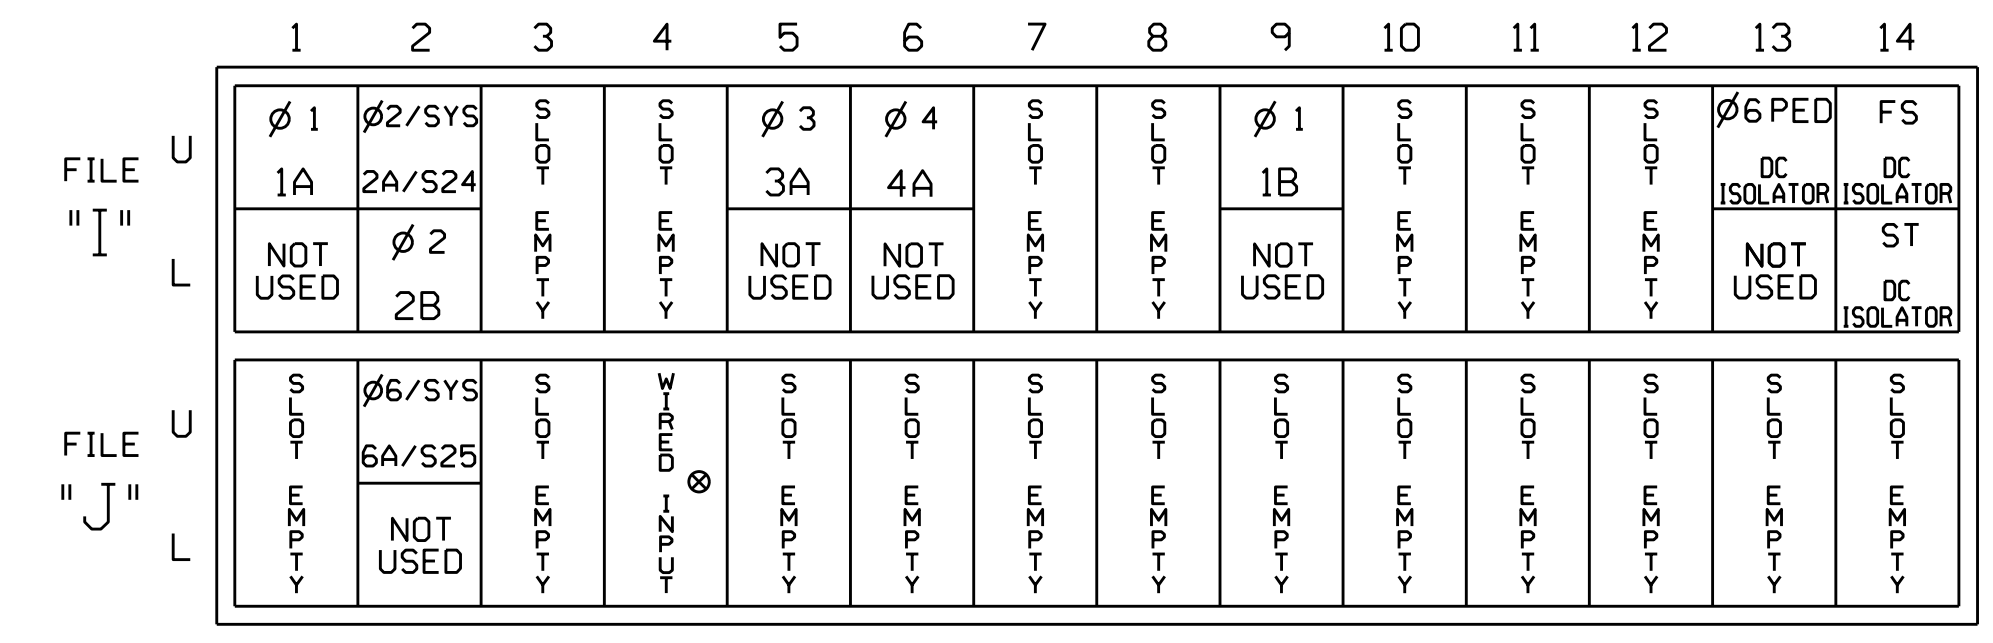 1 2 3 4 5 6 7 8 9 10 11 12 13 14
FILE
"I"
U
L
Ø 1
1A
NOT
USED
Ø2/SYS
2A/S24
Ø 2
2B
SLOT EMPTY
SLOT EMPTY
Ø 3
3A
NOT
USED
Ø 4
4A
NOT
USED
SLOT EMPTY
SLOT EMPTY
Ø 1
1B
NOT
USED
SLOT EMPTY
SLOT EMPTY
SLOT EMPTY
Ø6 PED
DC
ISOLATOR
NOT
USED
FS
DC
ISOLATOR
ST
DC
ISOLATOR
FILE
"J"
U
L
SLOT EMPTY
Ø6/SYS
6A/S25
NOT
USED
SLOT EMPTY
WIRED INPUT
⊗
SLOT EMPTY
SLOT EMPTY
SLOT EMPTY
SLOT EMPTY
SLOT EMPTY
SLOT EMPTY
SLOT EMPTY
SLOT EMPTY
SLOT EMPTY
SLOT EMPTY